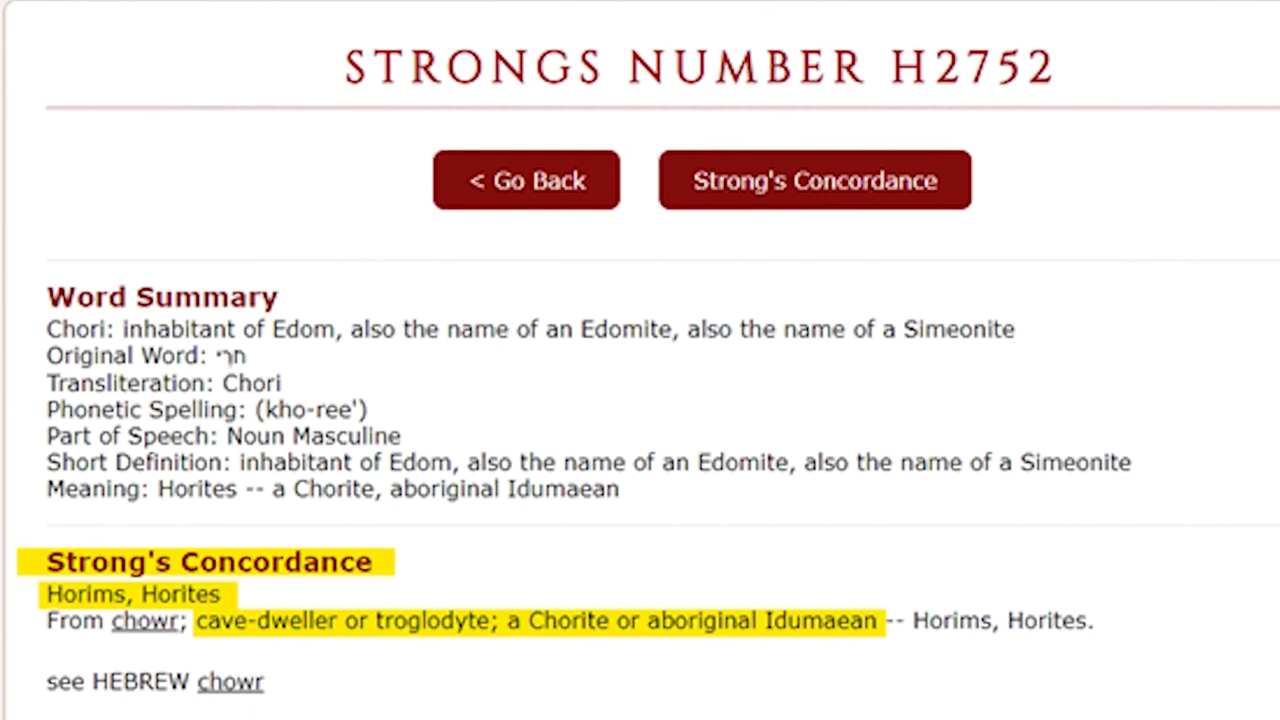 STRONGS NUMBER H2752
< Go Back
Strong's Concordance
Word Summary
Chori: inhabitant of Edom, also the name of an Edomite, also the name of a Simeonite
Original Word: חֹרִי
Transliteration: Chori
Phonetic Spelling: (kho-ree')
Part of Speech: Noun Masculine
Short Definition: inhabitant of Edom, also the name of an Edomite, also the name of a Simeonite
Meaning: Horites -- a Chorite, aboriginal Idumaean
Strong's Concordance
Horims, Horites
From chowr; cave-dweller or troglodyte; a Chorite or aboriginal Idumaean -- Horims, Horites.
see HEBREW chowr